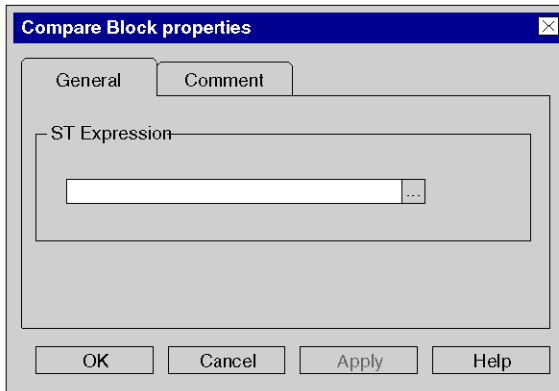 Compare Block properties
General Comment
ST Expression
...
OK Cancel Apply Help